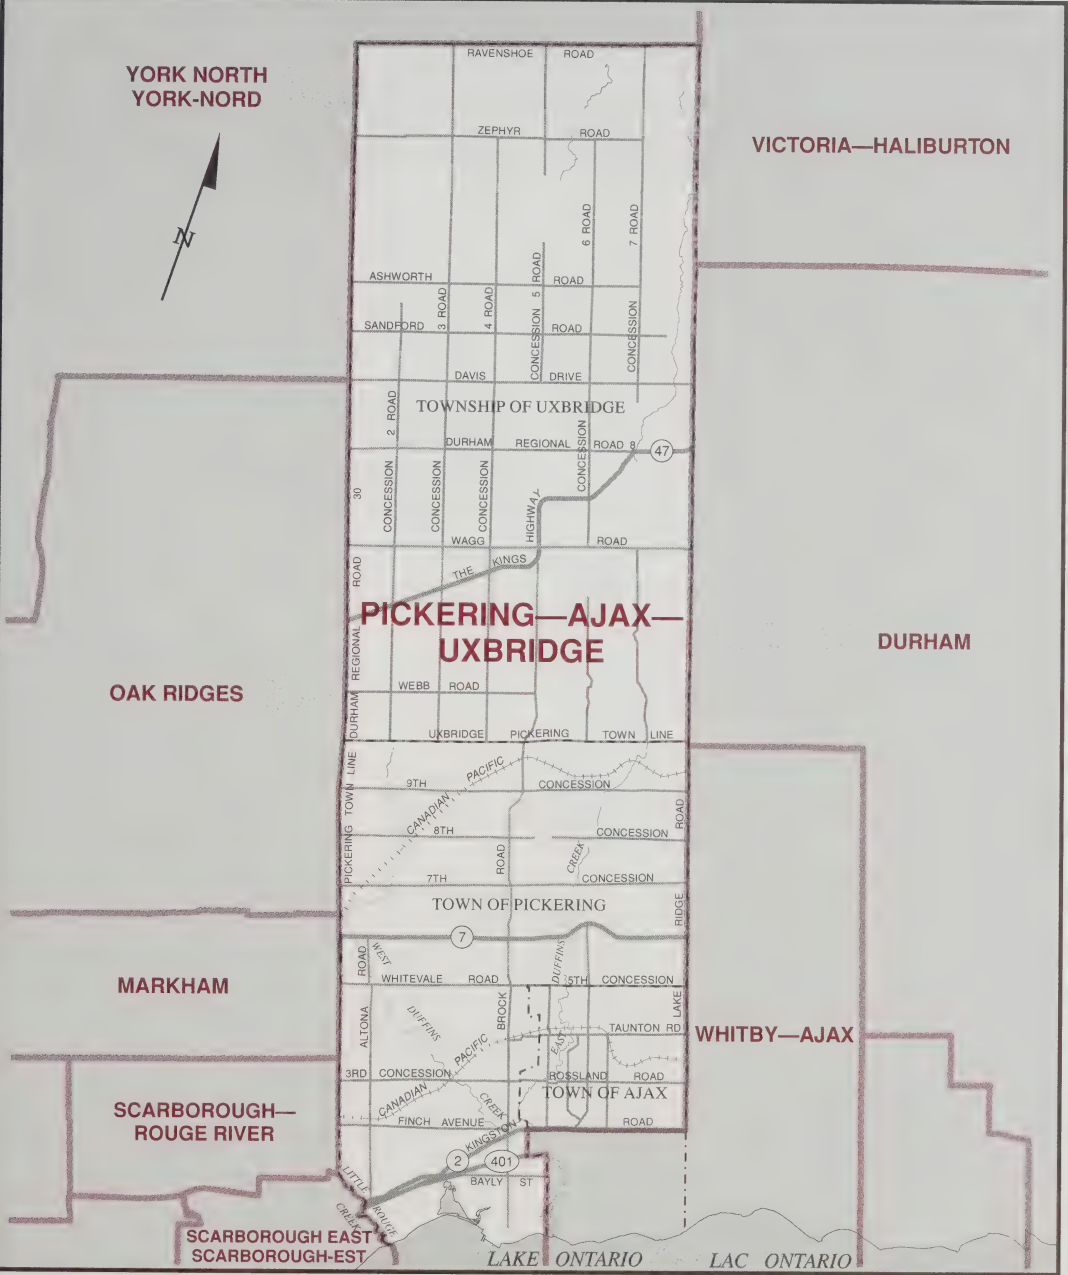 RAVENSHOE ROAD
YORK NORTH
YORK-NORD
ZEPHYR ROAD
VICTORIA—HALIBURTON
N
6 ROAD
7 ROAD
ASHWORTH ROAD
3 ROAD
4 ROAD
CONCESSION 5 ROAD
CONCESSION
SANDFORD ROAD
DAVIS DRIVE
2 ROAD
TOWNSHIP OF UXBRIDGE
DURHAM REGIONAL ROAD 8
47
CONCESSION
CONCESSION
CONCESSION
CONCESSION
30
HIGHWAY
WAGG ROAD
THE KINGS
ROAD
PICKERING—AJAX—
UXBRIDGE
DURHAM
OAK RIDGES
REGIONAL
WEBB ROAD
DURHAM
UXBRIDGE PICKERING TOWN LINE
PICKERING TOWN LINE
CANADIAN PACIFIC
9TH CONCESSION
8TH CONCESSION
ROAD
ROAD
CREEK
7TH CONCESSION
TOWN OF PICKERING
RIDGE
7
ROAD
WEST
DUFFINS
WHITEVALE ROAD
5TH CONCESSION
MARKHAM
LAKE
BROCK
DUFFINS
ALTONA
TAUNTON RD
WHITBY—AJAX
EAST
CANADIAN PACIFIC
3RD CONCESSION
ROSSLAND ROAD
TOWN OF AJAX
CREEK
SCARBOROUGH—
ROUGE RIVER
FINCH AVENUE
KINGSTON ROAD
2
401
BAYLY ST
LITTLE ROUGE
CREEK
SCARBOROUGH EAST
SCARBOROUGH-EST
LAKE ONTARIO
LAC ONTARIO